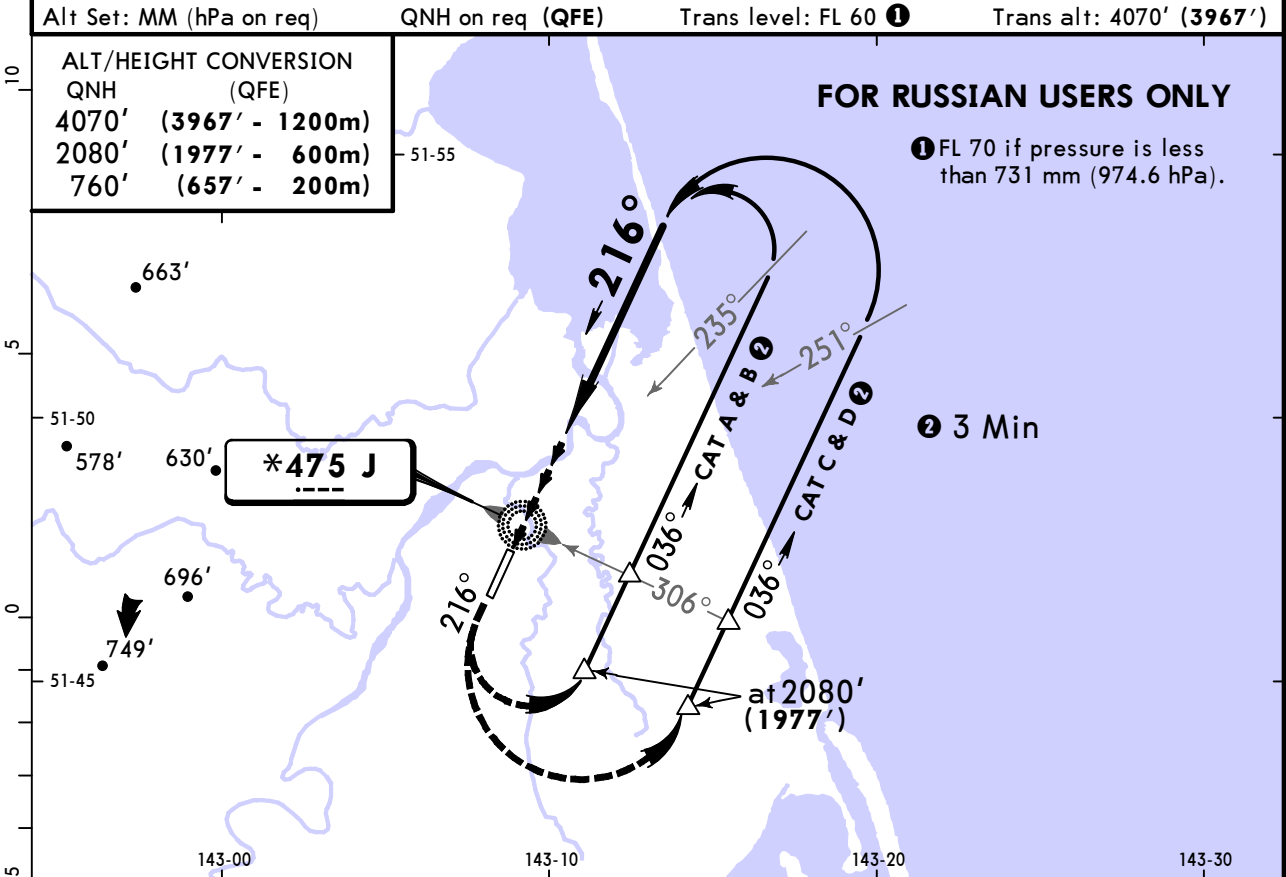 Alt Set: MM (hPa on req) QNH on req (QFE) Trans level: FL 60 ❶ Trans alt: 4070' (3967')
ALT/HEIGHT CONVERSION
QNH (QFE)
4070' (3967' - 1200m)
2080' (1977' - 600m)
760' (657' - 200m)
FOR RUSSIAN USERS ONLY
❶ FL 70 if pressure is less
than 731 mm (974.6 hPa).
10
51-55
216°
663'
235°
251°
5
CAT A & B ❷
CAT C & D ❷
❷ 3 Min
51-50
578'
630'
*475 J
036°
036°
306°
696'
216°
0
749'
51-45
at 2080'
(1977')
143-00
143-10
143-20
143-30
5